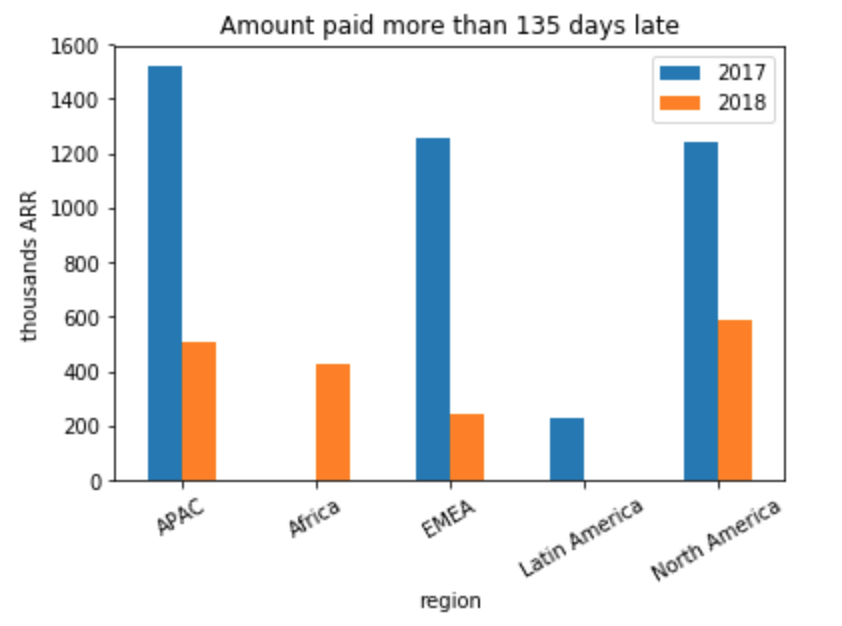 Amount paid more than 135 days late
1600
1400
1200
1000
800
600
400
200
0
thousands ARR
2017
2018
APAC
Africa
EMEA
Latin America
North America
region